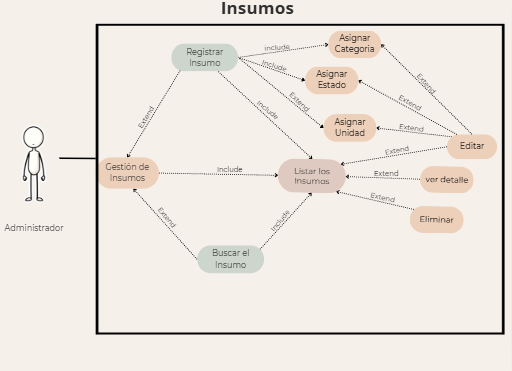 Insumos
Registrar
Insumo
include
Asignar
Categoria
Include
Asignar
Estado
Extend
Extend
Extend
Include
Extend
Asignar
Unidad
Extend
Editar
Extend
Gestión de
Insumos
Include
Listar los
Insumos
Extend
ver detalle
Extend
Eliminar
Extend
Include
Administrador
Buscar el
Insumo